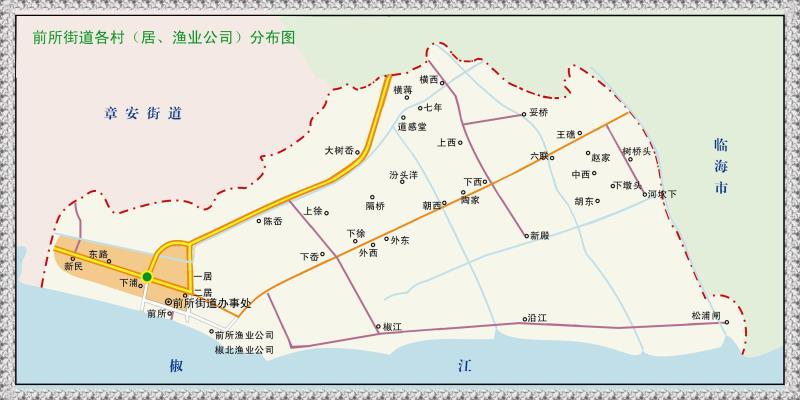 前所街道各村（居、渔业公司）分布图
章安街道
临海市
横西
横蒋
七年
道感堂
妥桥
王礁
上西
大树岙
六联
赵家
树桥头
中西
汾头洋
下西
下墩头
河坎下
隔桥
朝西
陶家
胡东
上徐
陈岙
下徐
外东
外西
新殿
下岙
东路
新民
下浦
一居
二居
前所街道办事处
前所
前所渔业公司
椒北渔业公司
椒江
沿江
松浦闸
椒
江